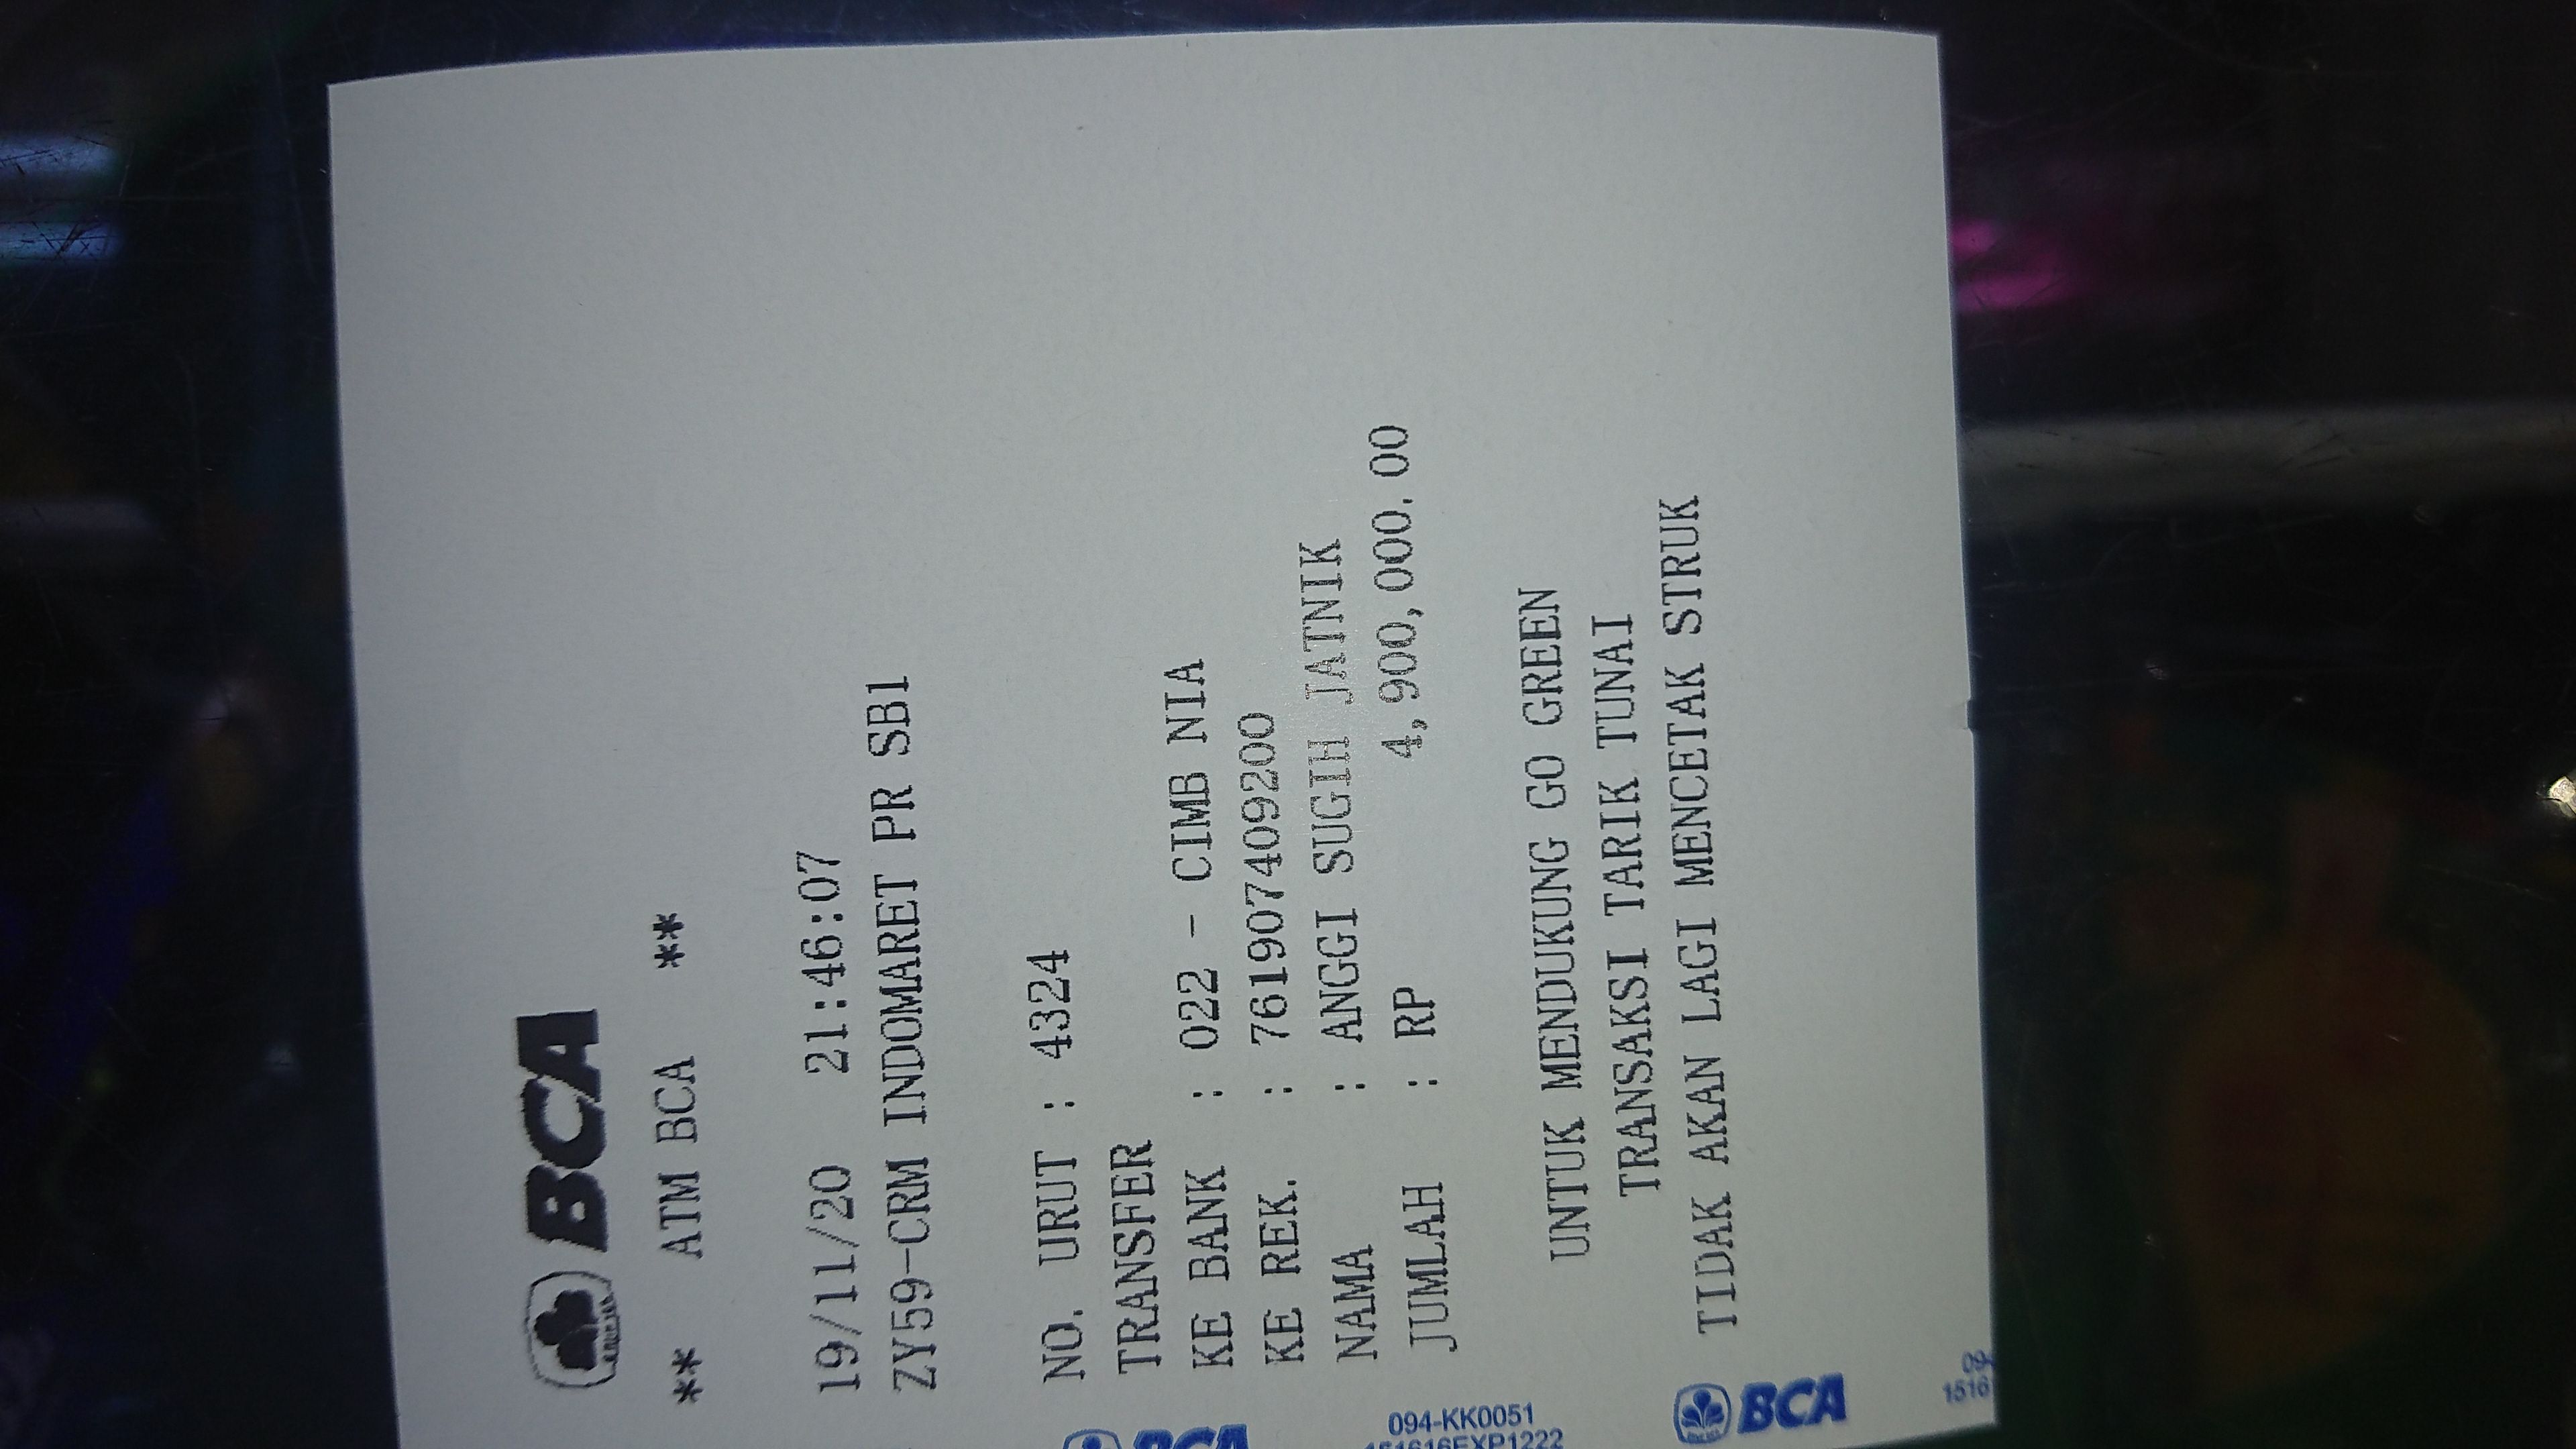 BCA
** ATM BCA **
19/11/20 21:46:07
ZY59-CRM INDOMARET PR SB1
NO. URUT : 4324
TRANSFER
KE BANK : 022 - CIMB NIA
KE REK. : 761907409200
NAMA : ANGGI SUGIH JATNIK
JUMLAH : RP 4,900,000.00
UNTUK MENDUKUNG GO GREEN
TRANSAKSI TARIK TUNAI
TIDAK AKAN LAGI MENCETAK STRUK
BCA
094-KK0051
BCA